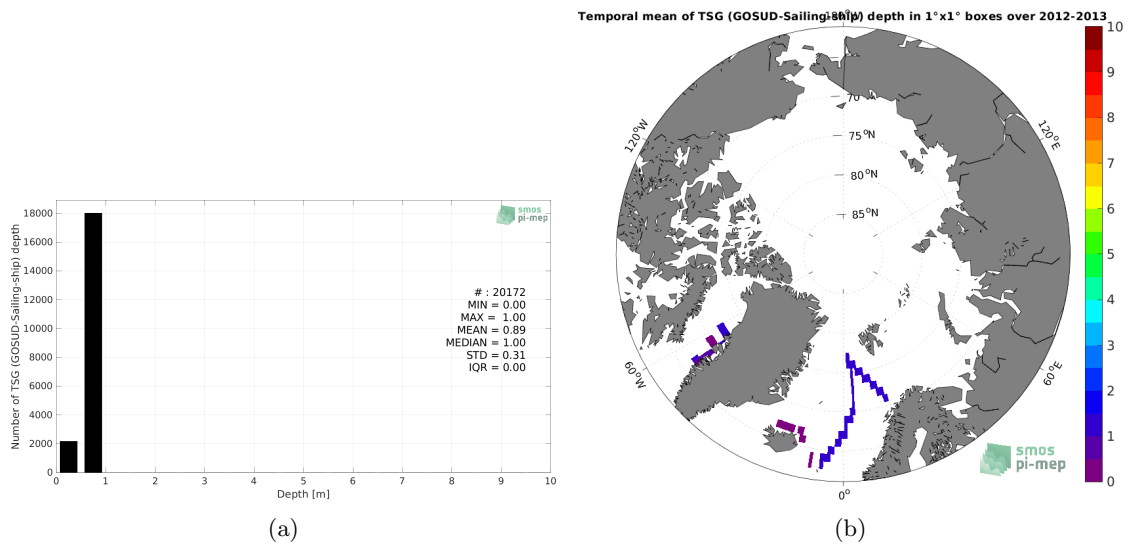 Temporal mean of TSG (GOSUD-Sailing-ship) depth in 1°x1° boxes over 2012-2013
Number of TSG (GOSUD-Sailing-ship) depth
18000
16000
14000
12000
10000
8000
6000
4000
2000
0
smos
pi-mep
# : 20172
MIN = 0.00
MAX = 1.00
MEAN = 0.89
MEDIAN = 1.00
STD = 0.31
IQR = 0.00
0 1 2 3 4 5 6 7 8 9 10
Depth [m]
(a)
180°W
120°W
60°W
0°
60°E
120°E
70
75°N
80°N
85°N
10
9
8
7
6
5
4
3
2
1
0
smos
pi-mep
(b)